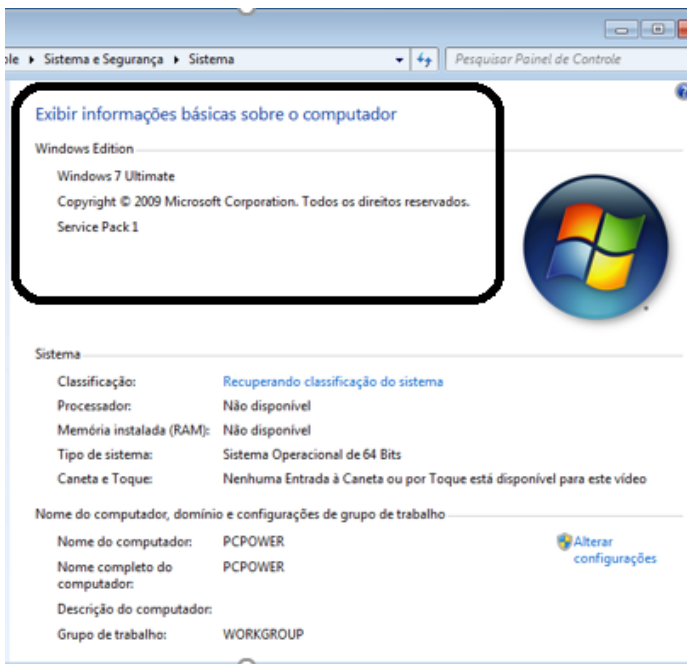 Sistema e Segurança ▸ Sistema
Pesquisar Painel de Controle
Exibir informações básicas sobre o computador
Windows Edition
Windows 7 Ultimate
Copyright © 2009 Microsoft Corporation. Todos os direitos reservados.
Service Pack 1
Sistema
Classificação: Recuperando classificação do sistema
Processador: Não disponível
Memória instalada (RAM): Não disponível
Tipo de sistema: Sistema Operacional de 64 Bits
Caneta e Toque: Nenhuma Entrada à Caneta ou por Toque está disponível para este vídeo
Nome do computador, domínio e configurações de grupo de trabalho
Nome do computador: PCPOWER
Alterar
configurações
Nome completo do PCPOWER
computador:
Descrição do computador:
Grupo de trabalho: WORKGROUP